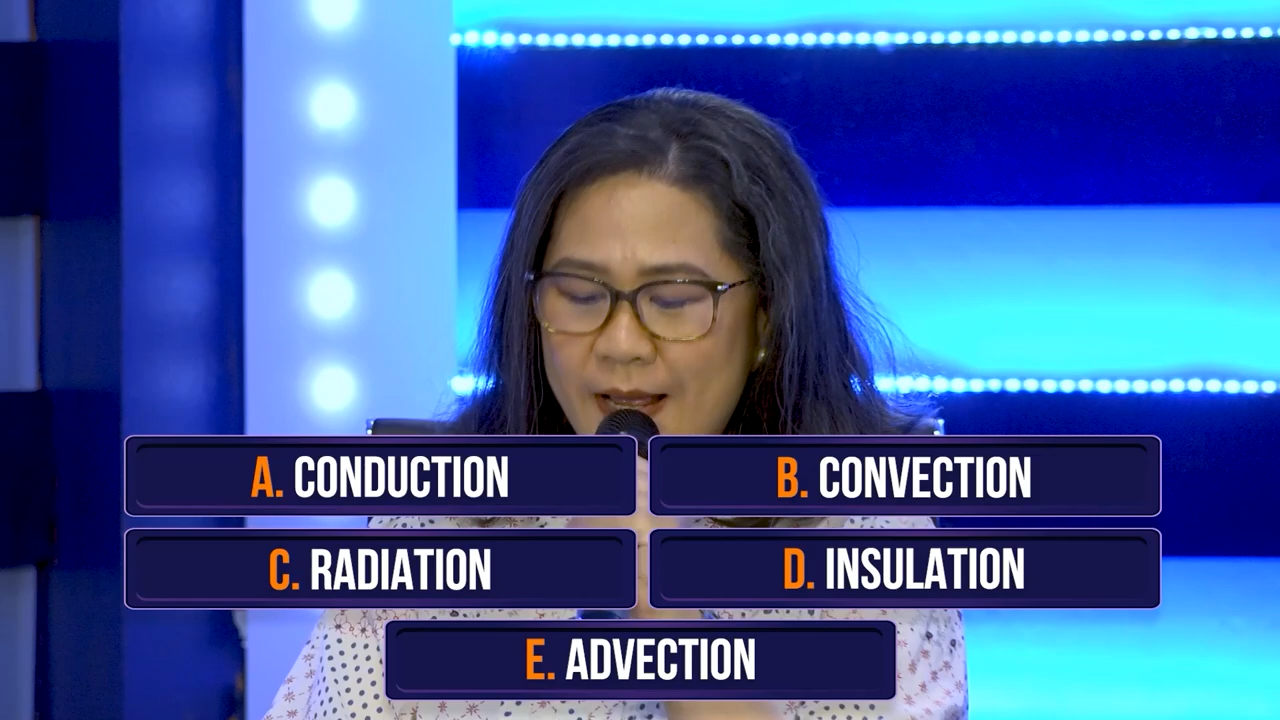 A. CONDUCTION
B. CONVECTION
C. RADIATION
D. INSULATION
E. ADVECTION